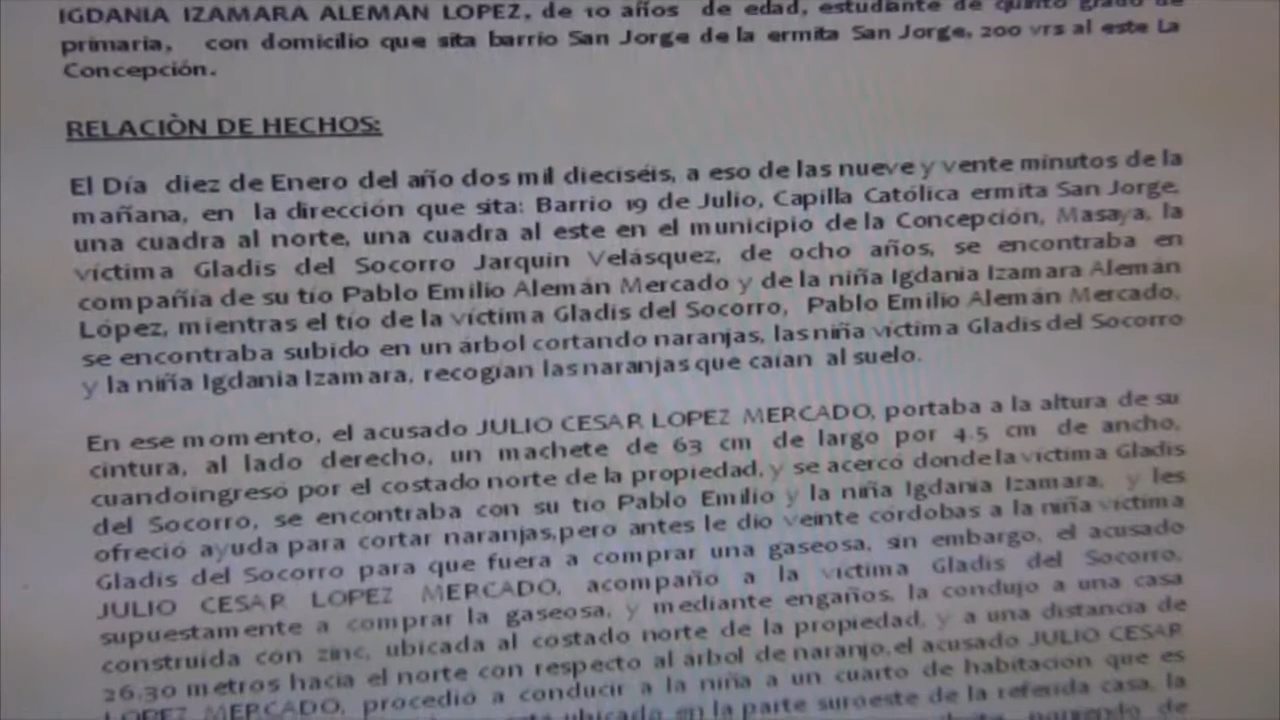 IGDANIA IZAMARA ALEMAN LOPEZ, de 10 años de edad, estudiante de quinto grado de
primaria, con domicilio que sita barrio San Jorge de la ermita San Jorge, 200 vrs al este La
Concepción.
RELACIÒN DE HECHOS:
El Día diez de Enero del año dos mil dieciséis, a eso de las nueve y vente minutos de la
mañana, en la dirección que sita: Barrio 19 de Julio, Capilla Católica ermita San Jorge,
una cuadra al norte, una cuadra al este en el municipio de la Concepción, Masaya, la
víctima Gladis del Socorro Jarquín Velásquez, de ocho años, se encontraba en
compañía de su tío Pablo Emilio Alemán Mercado y de la niña Igdania Izamara Alemán
López, mientras el tío de la víctima Gladis del Socorro, Pablo Emilio Alemán Mercado,
se encontraba subido en un árbol cortando naranjas, las niña víctima Gladis del Socorro
y la niña Igdania Izamara, recogían las naranjas que caían al suelo.
En ese momento, el acusado JULIO CESAR LOPEZ MERCADO, portaba a la altura de su
cintura, al lado derecho, un machete de 63 cm de largo por 4.5 cm de ancho,
cuandoingresó por el costado norte de la propiedad, y se acercó donde la víctima Gladis
del Socorro, se encontraba con su tío Pablo Emilio y la niña Igdania Izamara, y les
ofreció ayuda para cortar naranjas,pero antes le dio veinte córdobas a la niña víctima
Gladis del Socorro para que fuera a comprar una gaseosa, sin embargo, el acusado
JULIO CESAR LOPEZ MERCADO, acompaño a la víctima Gladis del Socorro,
supuestamente a comprar la gaseosa, y mediante engaños, la condujo a una casa
construida con zinc, ubicada al costado norte de la propiedad, y a una distancia de
26.30 metros hacia el norte con respecto al árbol de naranjo,el acusado JULIO CESAR
LOPEZ MERCADO, procedió a conducir a la niña a un cuarto de habitación que es
ubicado en la parte suroeste de la referida casa, la